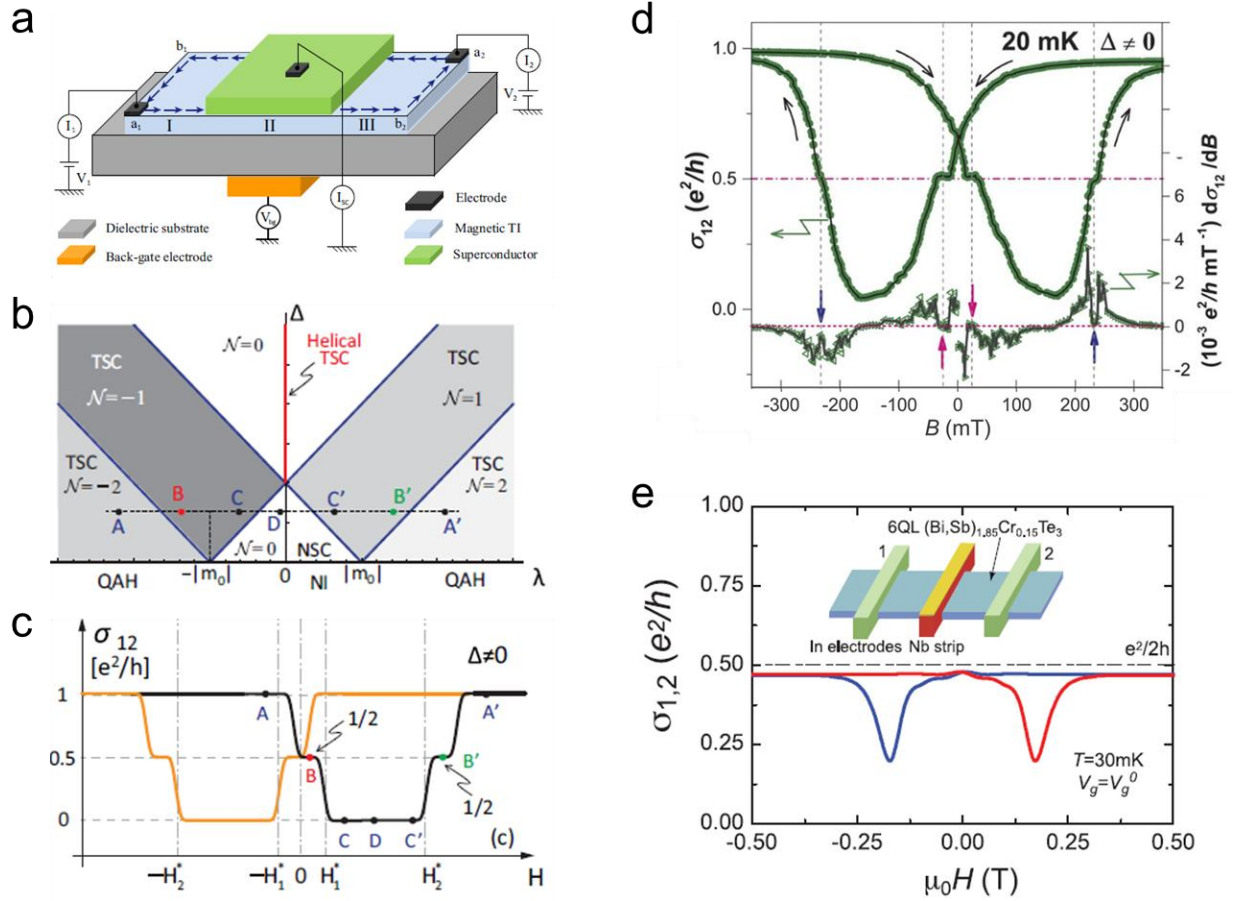 a
b₂
a₂
I₂
V₂
I₁
V₁
a₁
I
II
III
b₂
V_bg
I_SC
Electrode
Dielectric substrate
Magnetic TI
Back-gate electrode
Superconductor
b
Δ
𝒩=0
Helical
TSC
TSC
𝒩=−1
TSC
𝒩=1
TSC
𝒩=−2
TSC
𝒩=2
A
B
C
D
C′
B′
A′
𝒩=0
NSC
QAH
−|m₀|
0
NI
|m₀|
QAH
λ
c
σ₁₂
[e²/h]
Δ≠0
1
0.5
0
A
1/2
B
A′
B′
1/2
C
D
C′
(c)
−H₂*
−H₁*
0
H₁*
H₂*
H
d
20 mK
Δ ≠ 0
1.0
0.5
0.0
σ₁₂ (e²/h)
6
4
2
0
-2
(10⁻³ e²/h mT⁻¹) dσ₁₂/dB
-300
-200
-100
0
100
200
300
B (mT)
e
1.00
0.75
0.50
0.25
0.00
σ₁,₂ (e²/h)
6QL (Bi,Sb)₁.₈₅Cr₀.₁₅Te₃
1
2
In electrodes Nb strip
e²/2h
T=30mK
V_g=V_g⁰
-0.50
-0.25
0.00
0.25
0.50
μ₀H (T)